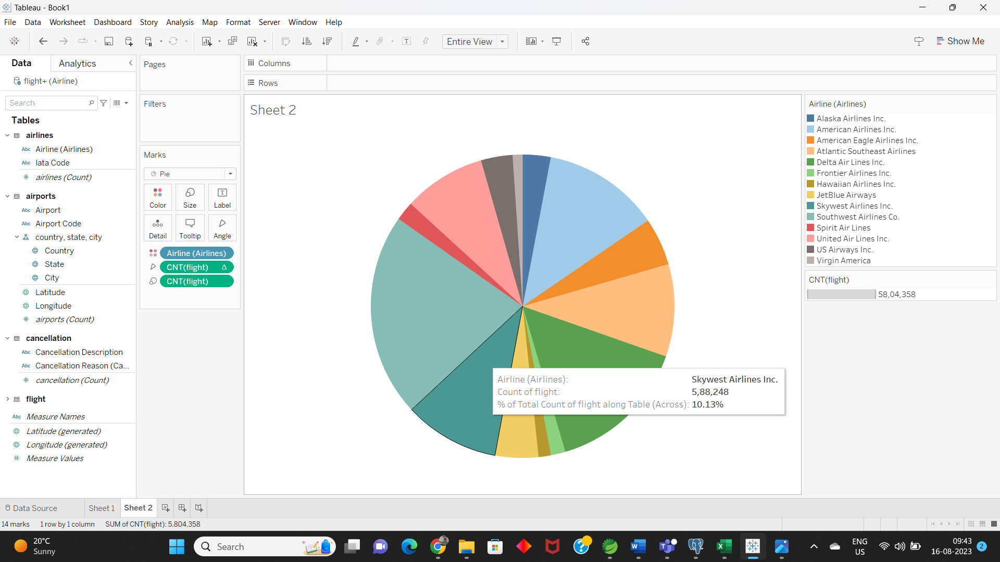 Tableau - Book1
File Data Worksheet Dashboard Story Analysis Map Format Server Window Help
Entire View
Show Me
Data Analytics
flight+ (Airline)
Search
Tables
airlines
Abc Airline (Airlines)
Abc Iata Code
# airlines (Count)
airports
Abc Airport
Abc Airport Code
country, state, city
Country
State
City
Latitude
Longitude
# airports (Count)
cancellation
Abc Cancellation Description
Abc Cancellation Reason (Ca...
# cancellation (Count)
flight
Abc Measure Names
Latitude (generated)
Longitude (generated)
# Measure Values
Pages
Filters
Marks
Pie
Color Size Label
Detail Tooltip Angle
Airline (Airlines)
CNT(flight) Δ
CNT(flight)
Columns
Rows
Sheet 2
Airline (Airlines): Skywest Airlines Inc.
Count of flight: 5,88,248
% of Total Count of flight along Table (Across): 10.13%
Airline (Airlines)
Alaska Airlines Inc.
American Airlines Inc.
American Eagle Airlines Inc.
Atlantic Southeast Airlines
Delta Air Lines Inc.
Frontier Airlines Inc.
Hawaiian Airlines Inc.
JetBlue Airways
Skywest Airlines Inc.
Southwest Airlines Co.
Spirit Air Lines
United Air Lines Inc.
US Airways Inc.
Virgin America
CNT(flight)
58,04,358
Data Source Sheet 1 Sheet 2
14 marks 1 row by 1 column SUM of CNT(flight): 5,804,358
20°C
Sunny
Search
ENG
US
09:43
16-08-2023
2